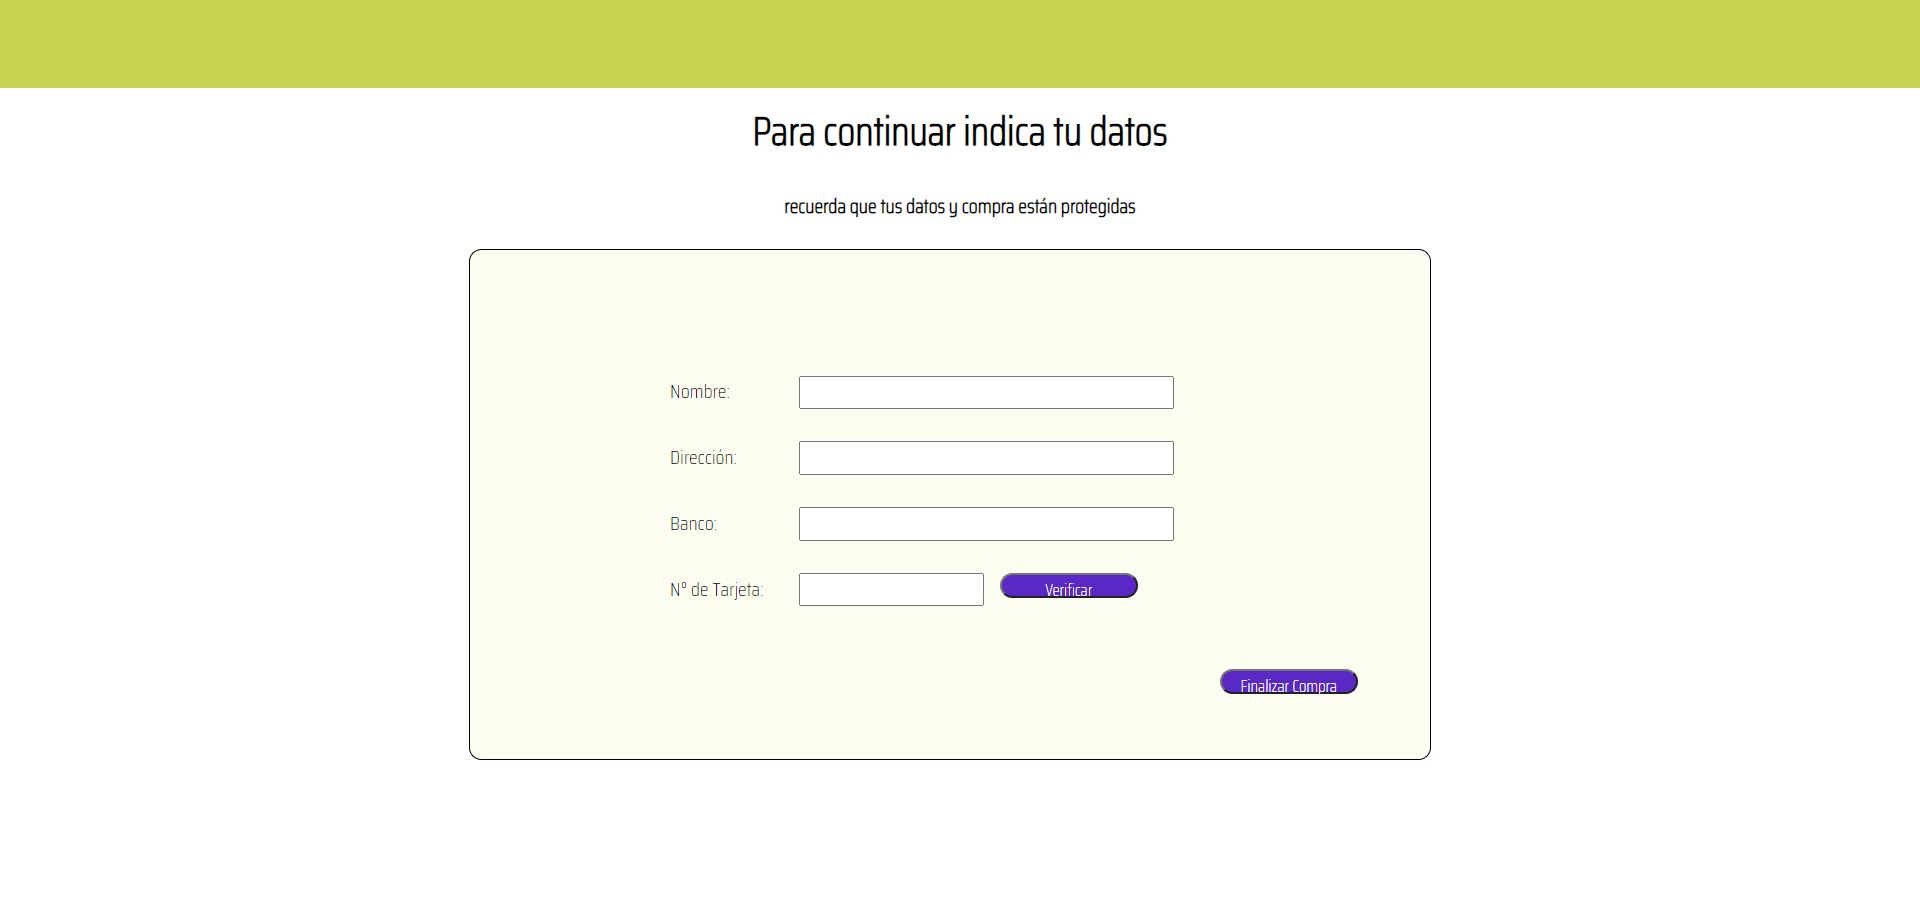 Para continuar indica tu datos
recuerda que tus datos y compra están protegidas
Nombre:
Dirección:
Banco:
N° de Tarjeta:
Verificar
Finalizar Compra